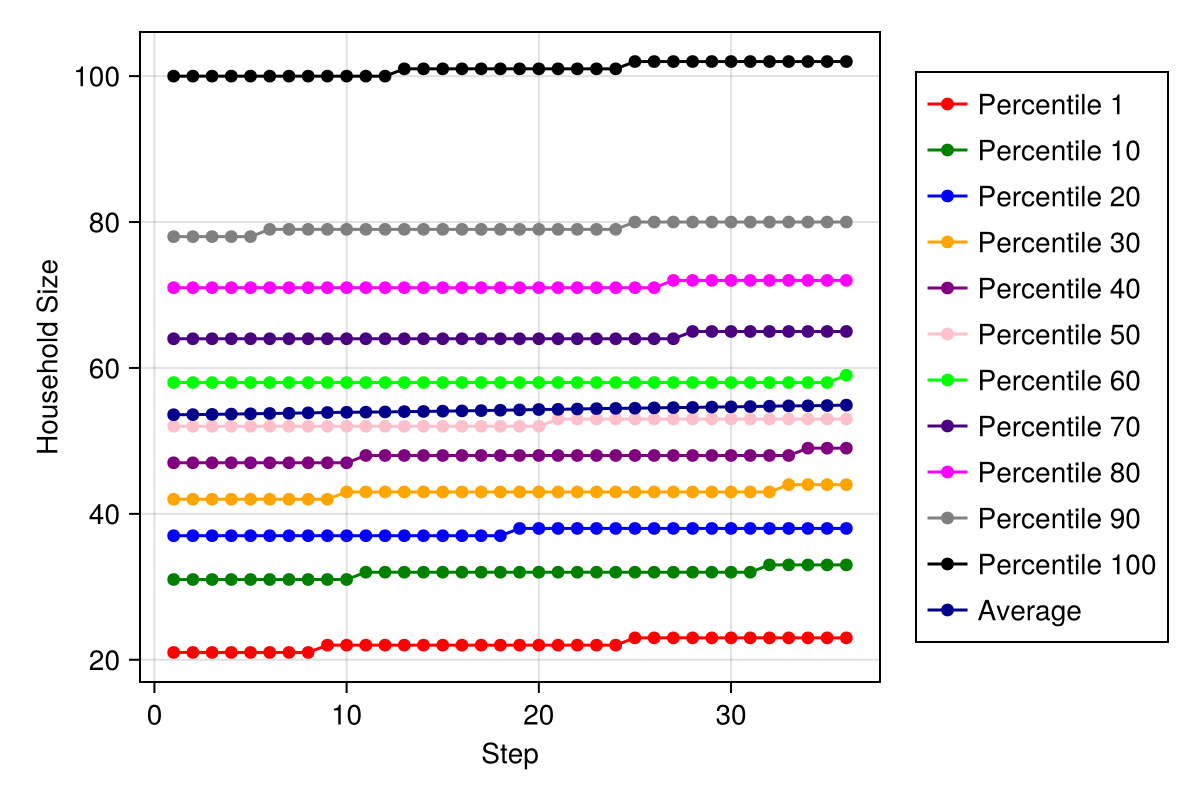 100
80
60
40
20
Household Size
0 10 20 30
Step
Percentile 1
Percentile 10
Percentile 20
Percentile 30
Percentile 40
Percentile 50
Percentile 60
Percentile 70
Percentile 80
Percentile 90
Percentile 100
Average